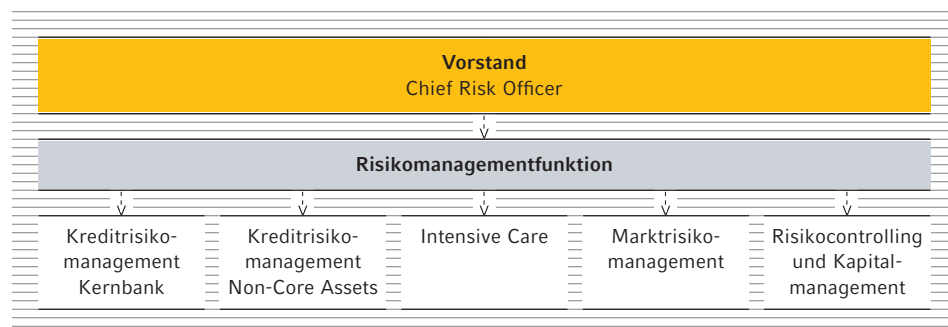 Vorstand
Chief Risk Officer
Risikomanagementfunktion
Kreditrisiko-
management
Kernbank
Kreditrisiko-
management
Non-Core Assets
Intensive Care
Marktrisiko-
management
Risikocontrolling
und Kapital-
management